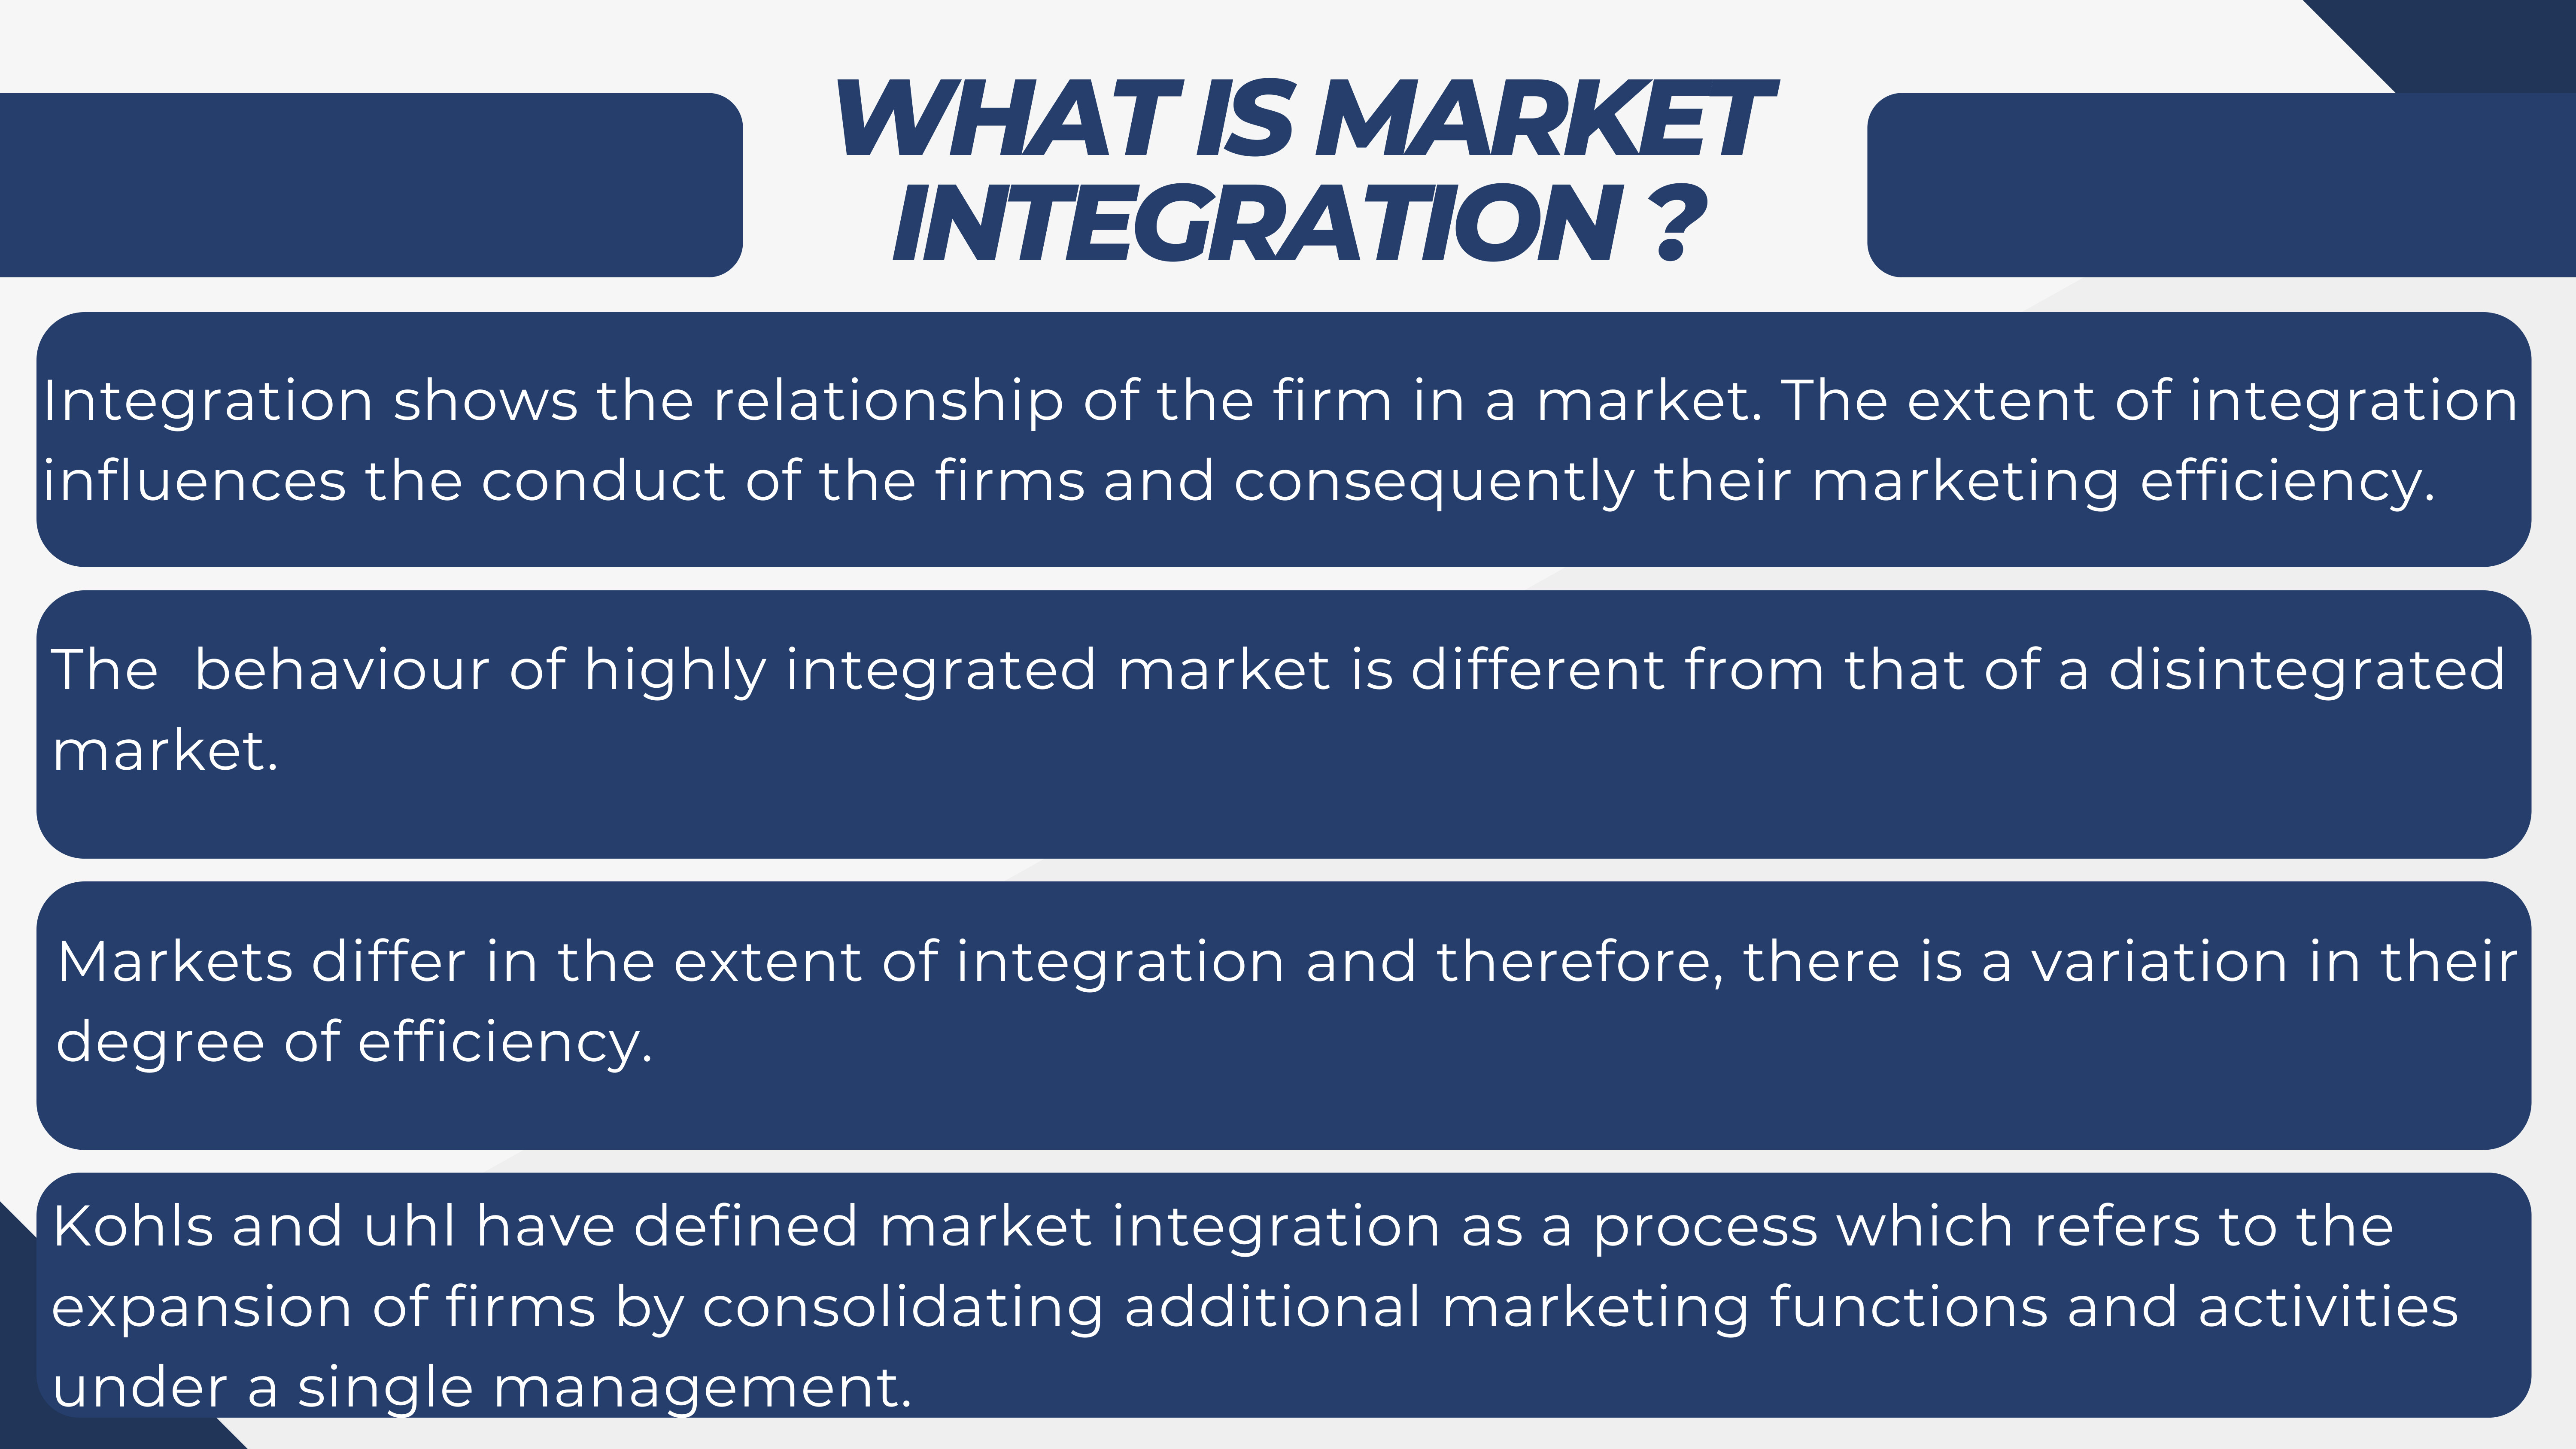 WHAT IS MARKET
INTEGRATION ?
Integration shows the relationship of the firm in a market. The extent of integration
influences the conduct of the firms and consequently their marketing efficiency.
The  behaviour of highly integrated market is different from that of a disintegrated
market.
Markets differ in the extent of integration and therefore, there is a variation in their
degree of efficiency.
Kohls and uhl have defined market integration as a process which refers to the
expansion of firms by consolidating additional marketing functions and activities
under a single management.